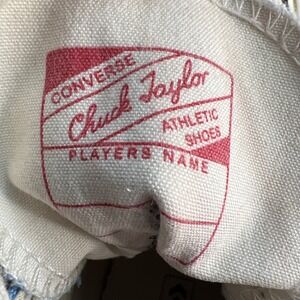 CONVERSE
Chuck Taylor
ATHLETIC
SHOES
PLAYERS NAME